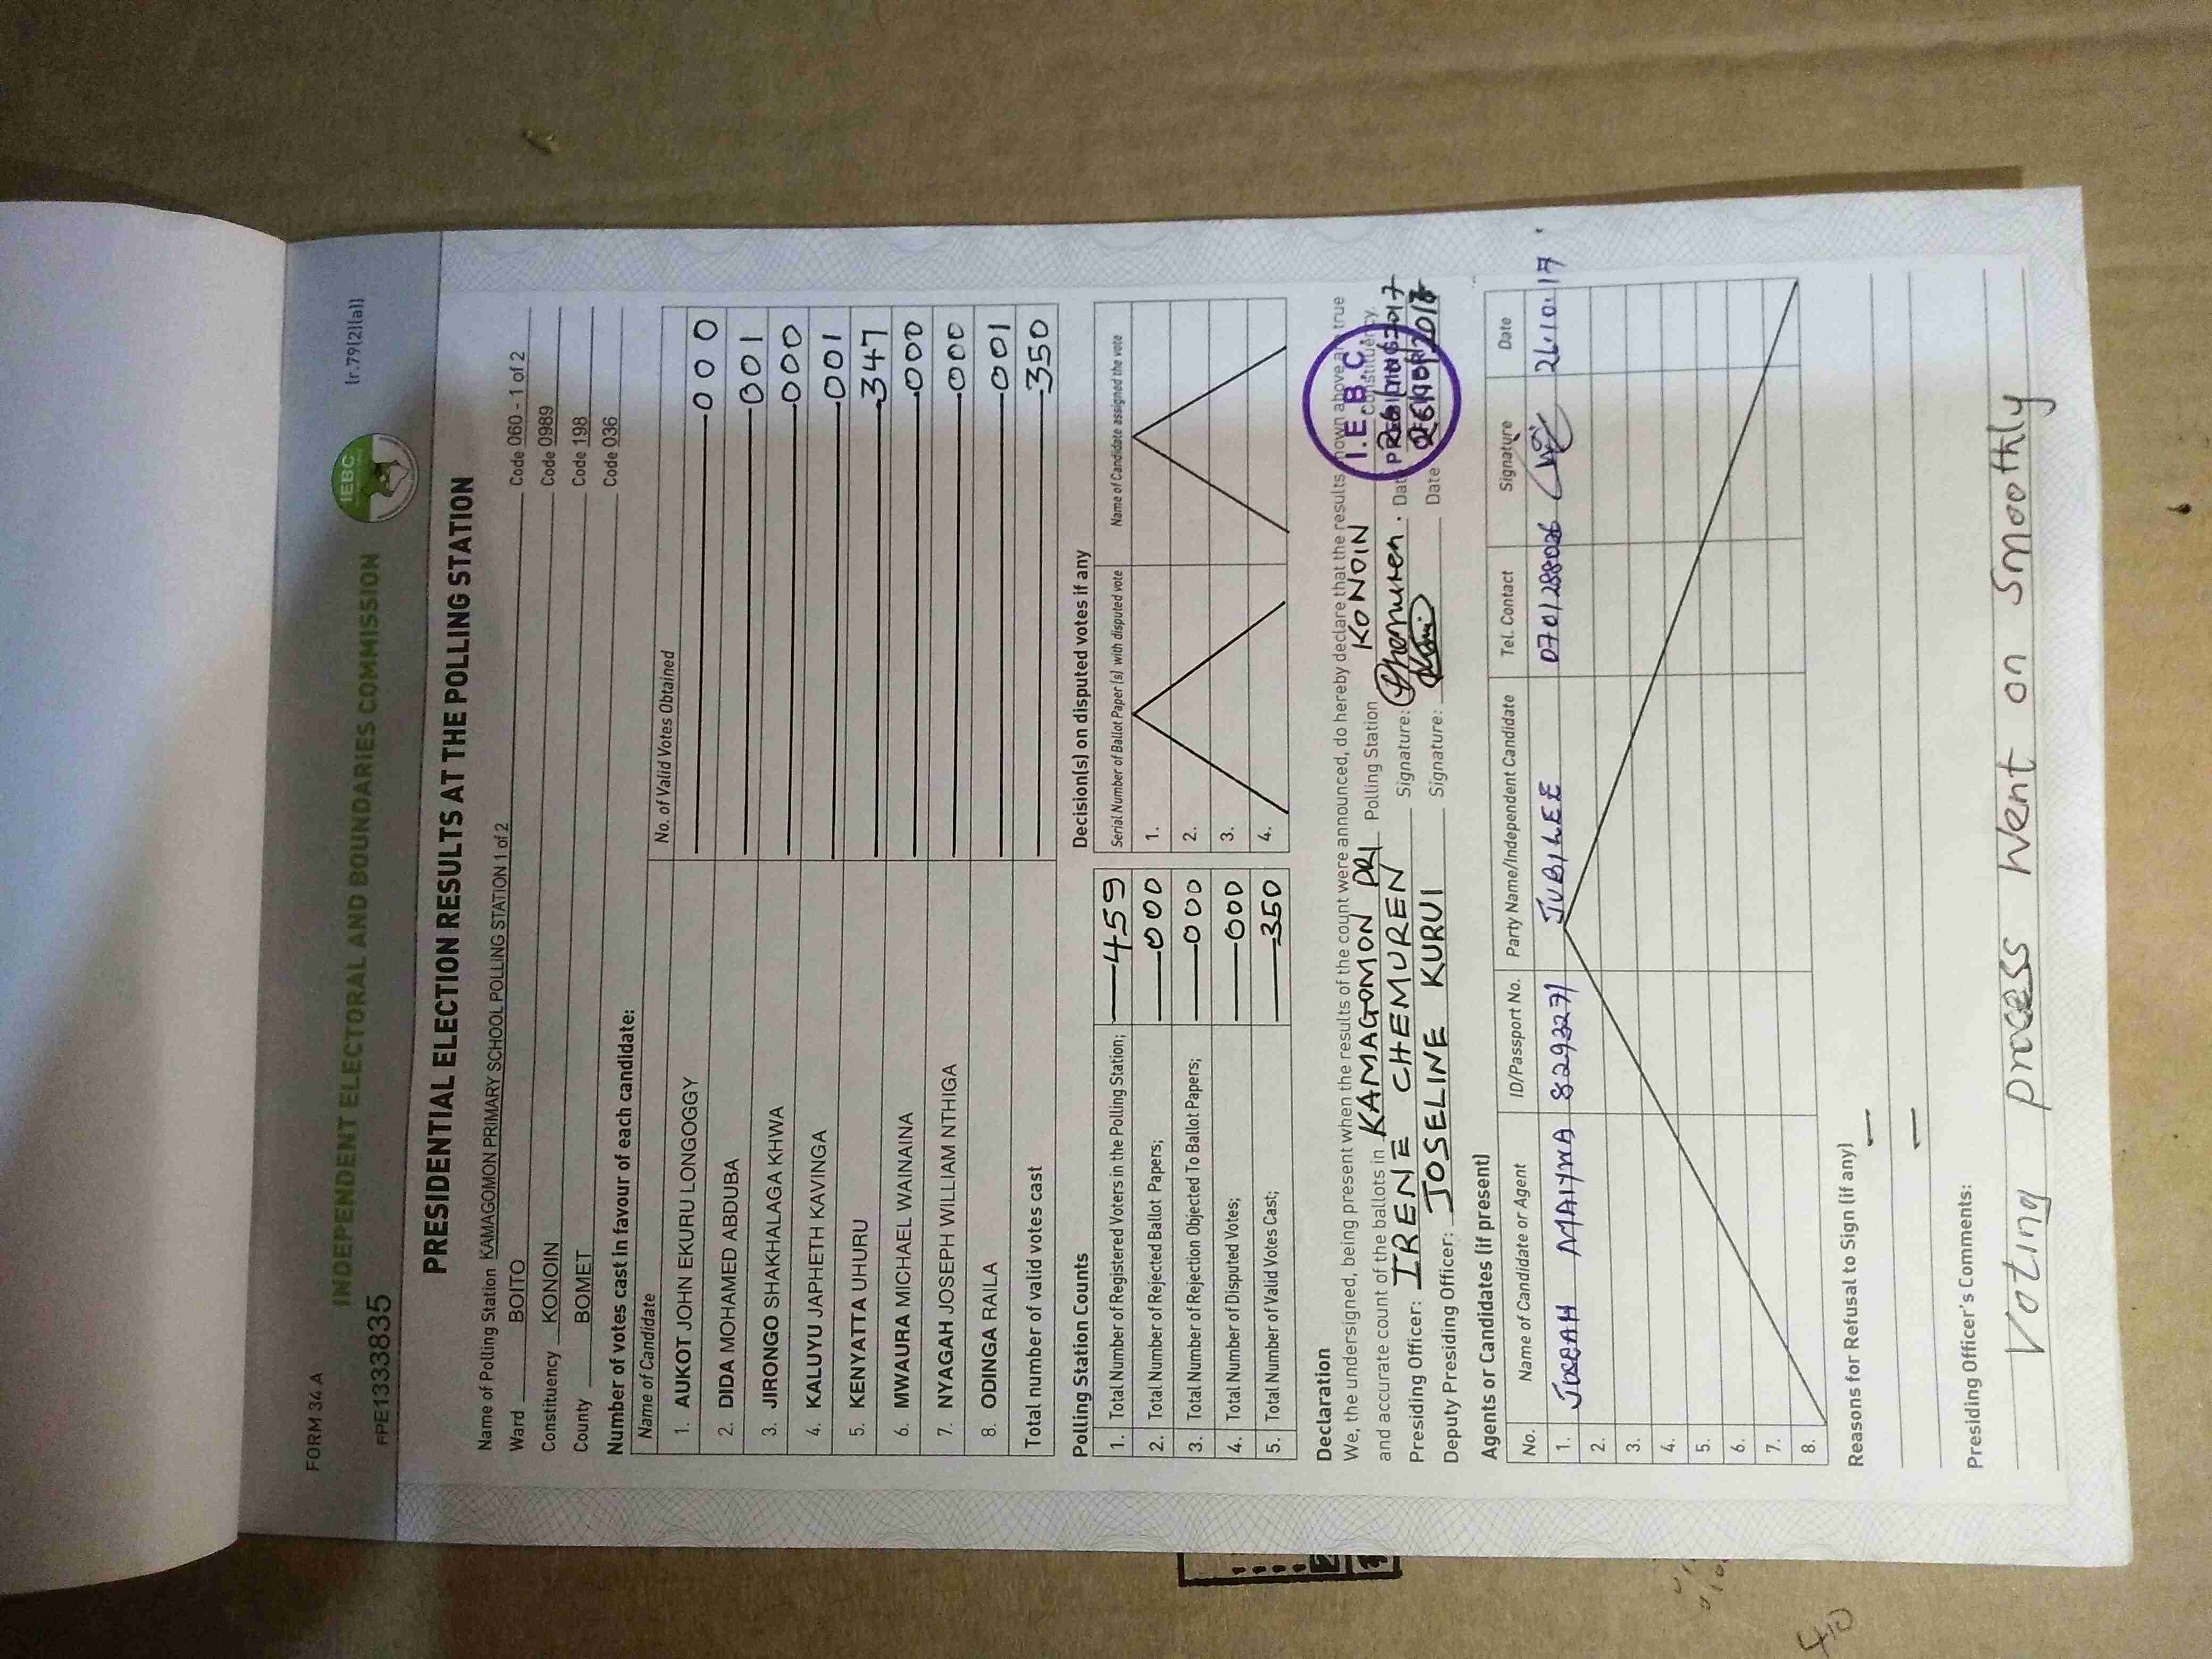 FORM 34 A
INDEPENDENT ELECTORAL AND BOUNDARIES COMMISSION
IEBC
(r.79(2)(a))
FPE1333835
PRESIDENTIAL ELECTION RESULTS AT THE POLLING STATION
Name of Polling Station KAMAGOMON PRIMARY SCHOOL POLLING STATION 1 of 2 Code 060 - 1 of 2
Ward BOITO Code 0989
Constituency KONOIN Code 198
County BOMET Code 036
Number of votes cast in favour of each candidate:
Name of Candidate No. of Valid Votes Obtained
1. AUKOT JOHN EKURU LONGOGGY 000
2. DIDA MOHAMED ABDUBA 001
3. JIRONGO SHAKHALAGA KHWA 000
4. KALUYU JAPHETH KAVINGA 001
5. KENYATTA UHURU 347
6. MWAURA MICHAEL WAINAINA 000
7. NYAGAH JOSEPH WILLIAM NTHIGA 000
8. ODINGA RAILA 001
Total number of valid votes cast 350
Polling Station Counts
1. Total Number of Registered Voters in the Polling Station; 459
2. Total Number of Rejected Ballot Papers; 000
3. Total Number of Rejection Objected To Ballot Papers; 000
4. Total Number of Disputed Votes; 000
5. Total Number of Valid Votes Cast; 350
Decision(s) on disputed votes if any
Serial Number of Ballot Paper(s) with disputed vote Name of Candidate assigned the vote
1.
2.
3.
4.
Declaration
We, the undersigned, being present when the results of the count were announced, do hereby declare that the results shown above are true
and accurate count of the ballots in KAMAGOMON PRI Polling Station KONOIN Constituency.
Presiding Officer: IRENE CHEMUREN Signature: Chemuren. Date
Deputy Presiding Officer: JOSELINE KURUI Signature: Date
I.E.B.C.
Agents or Candidates (if present)
No. Name of Candidate or Agent ID/Passport No. Party Name/Independent Candidate Tel. Contact Signature Date
1. JOSEAH MAIYWA 8229271 JUBILEE 0701288026 26.10.17
2.
3.
4.
5.
6.
7.
8.
Reasons for Refusal to Sign (if any)
Presiding Officer's Comments:
Voting process went on smoothly
410